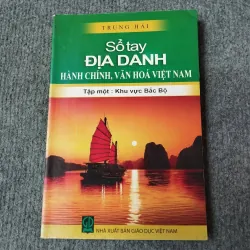 TRUNG HẢI
Sổ tay
ĐỊA DANH
HÀNH CHÍNH, VĂN HOÁ VIỆT NAM
Tập một : Khu vực Bắc Bộ
NHÀ XUẤT BẢN GIÁO DỤC VIỆT NAM